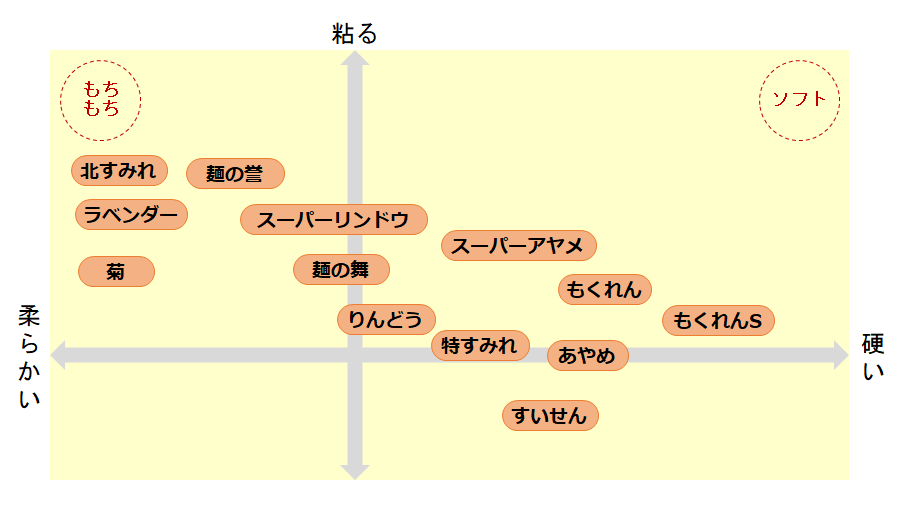 粘る
もち
もち
ソフト
北すみれ
麺の誉
ラベンダー
スーパーリンドウ
スーパーアヤメ
菊
麺の舞
もくれん
りんどう
もくれんS
特すみれ
あやめ
柔らかい
硬い
すいせん